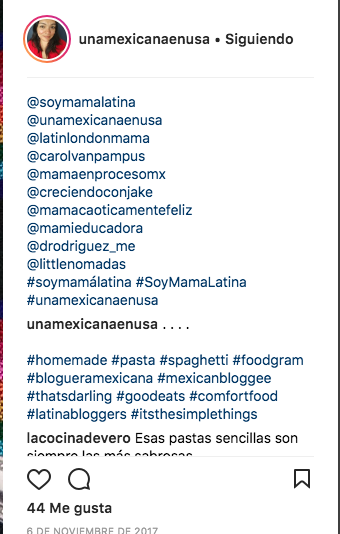 unamexicanaenusa • Siguiendo
@soymamalatina
@unamexicanaenusa
@latinlondonmama
@carolvanpampus
@mamaenprocesomx
@creciendoconjake
@mamacaoticamentefeliz
@mamieducadora
@drodriguez_me
@littlenomadas
#soymamálatina #SoyMamaLatina
#unamexicanaenusa
unamexicanaenusa . . . .
#homemade #pasta #spaghetti #foodgram
#blogueramexicana #mexicanbloggee
#thatsdarling #goodeats #comfortfood
#latinabloggers #itsthesimplethings
lacocinadevero Esas pastas sencillas son
siempre las más sabrosas
44 Me gusta
6 DE NOVIEMBRE DE 2017